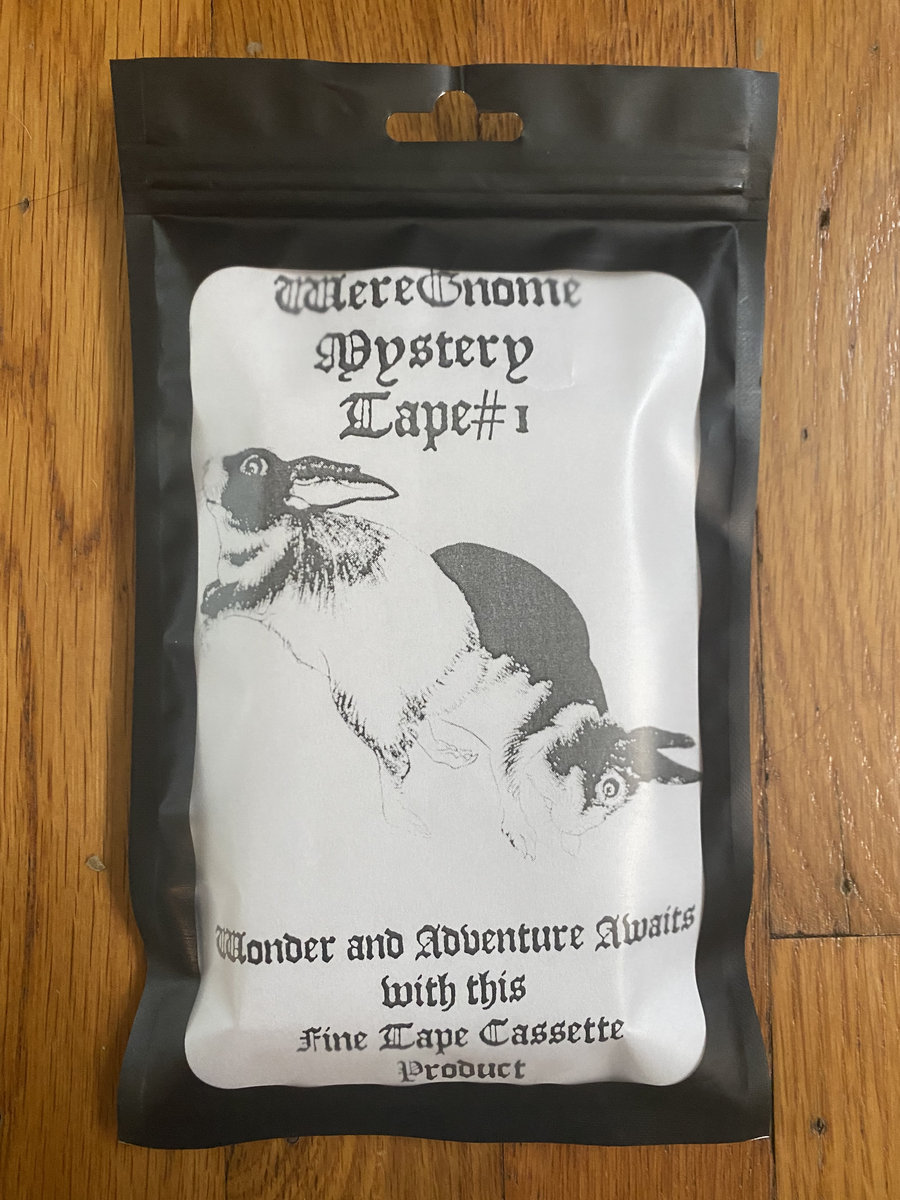 WereGnome
Mystery
Tape#1
Wonder and Adventure Awaits
with this
Fine Tape Cassette
Product